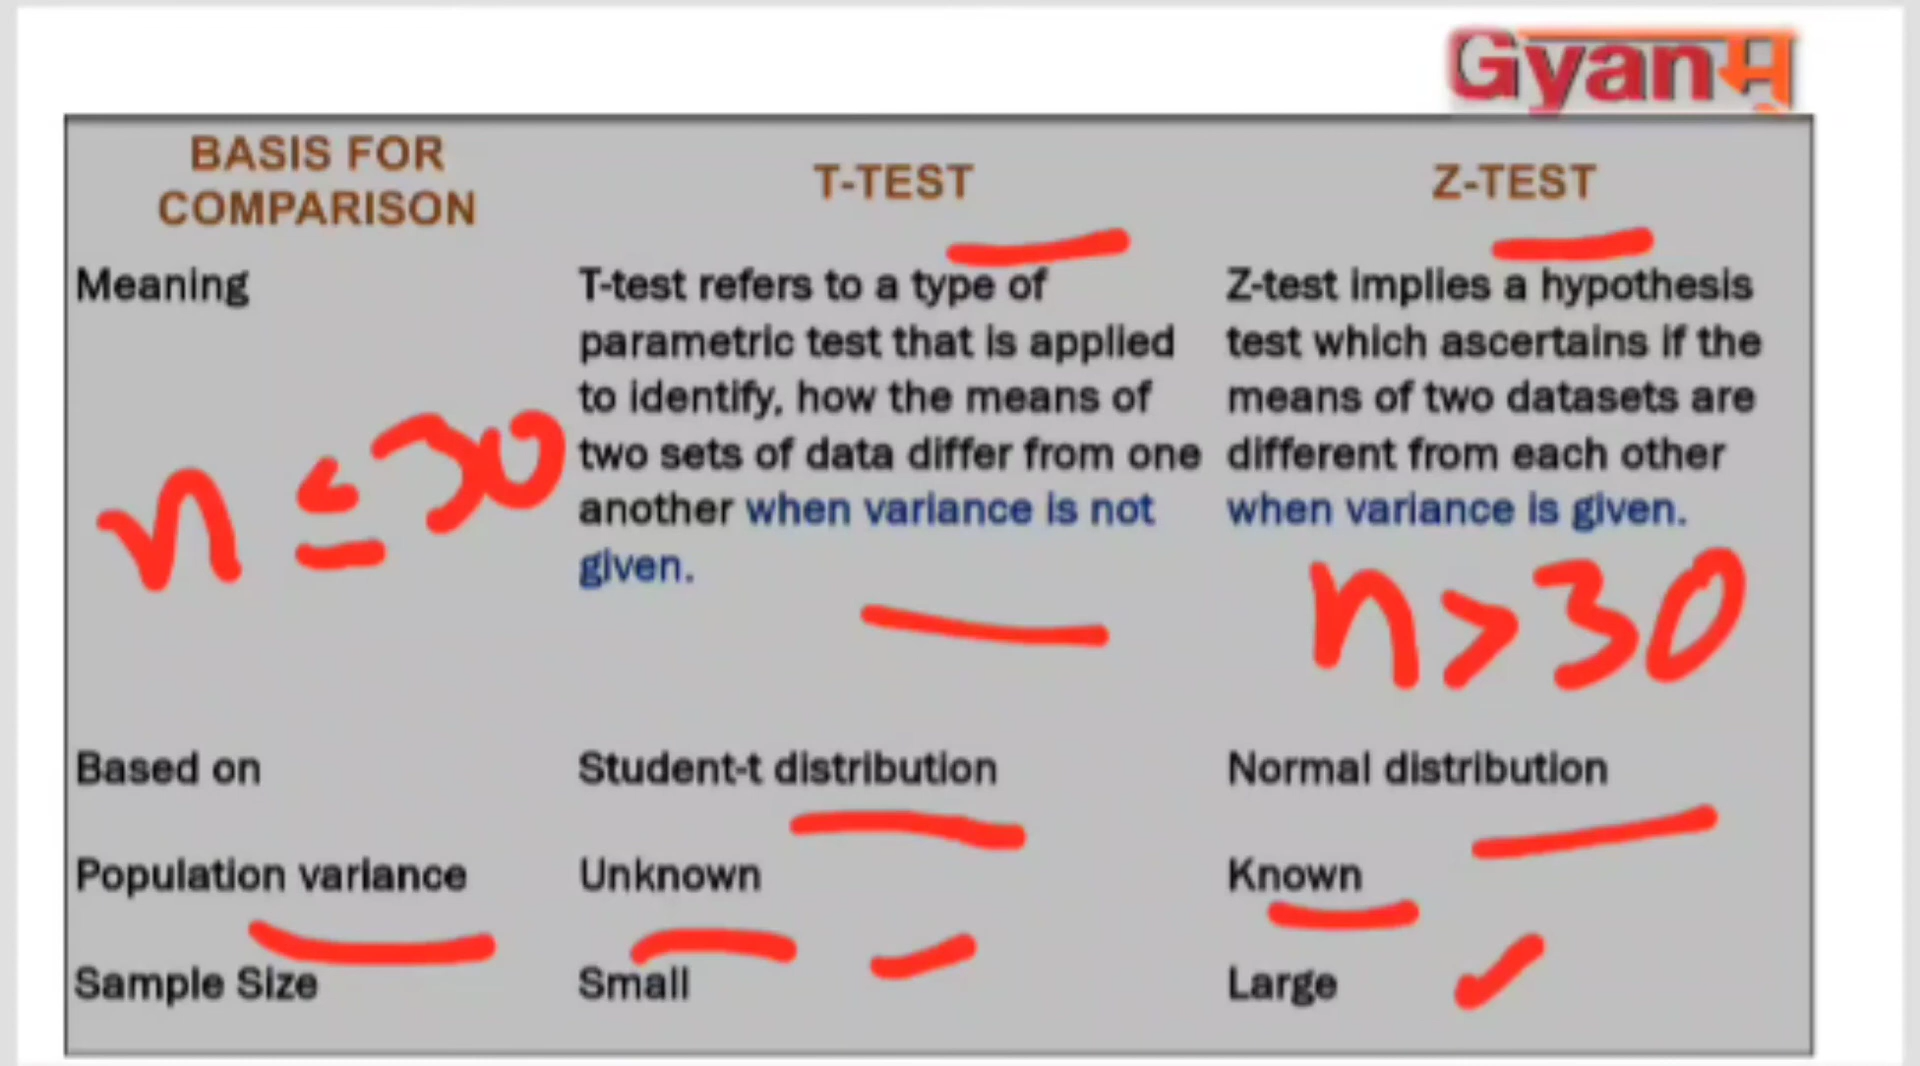 Gyanम्
BASIS FOR
COMPARISON
T-TEST
Z-TEST
Meaning
T-test refers to a type of
parametric test that is applied
to identify, how the means of
two sets of data differ from one
another when variance is not
given.
Z-test implies a hypothesis
test which ascertains if the
means of two datasets are
different from each other
when variance is given.
n ≤ 30
n > 30
Based on
Student-t distribution
Normal distribution
Population variance
Unknown
Known
Sample Size
Small
Large